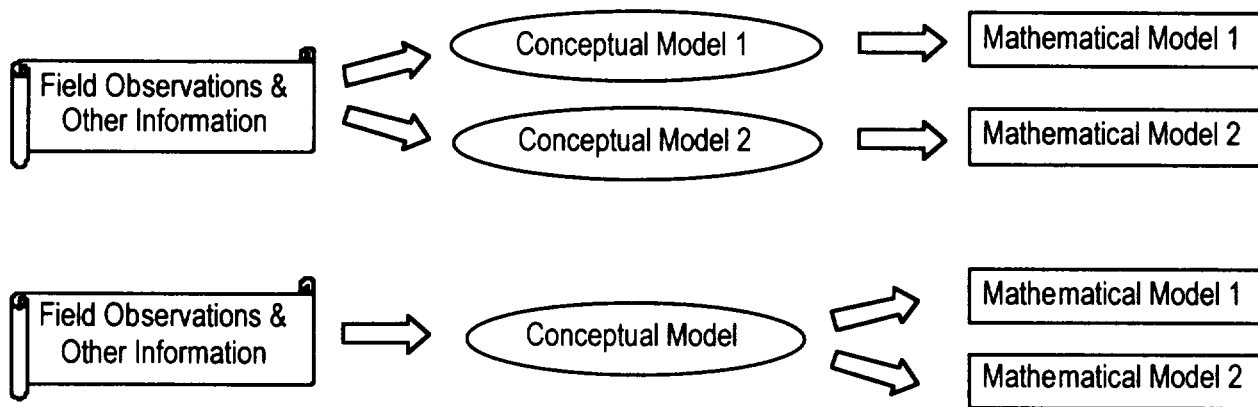 Field Observations &
Other Information
Conceptual Model 1
Mathematical Model 1
Conceptual Model 2
Mathematical Model 2
Field Observations &
Other Information
Conceptual Model
Mathematical Model 1
Mathematical Model 2